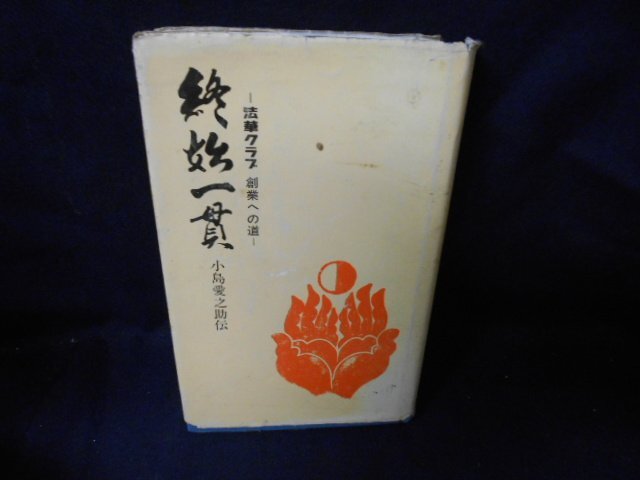 終始一貫
－法華クラブ 創業への道－
小島愛之助伝